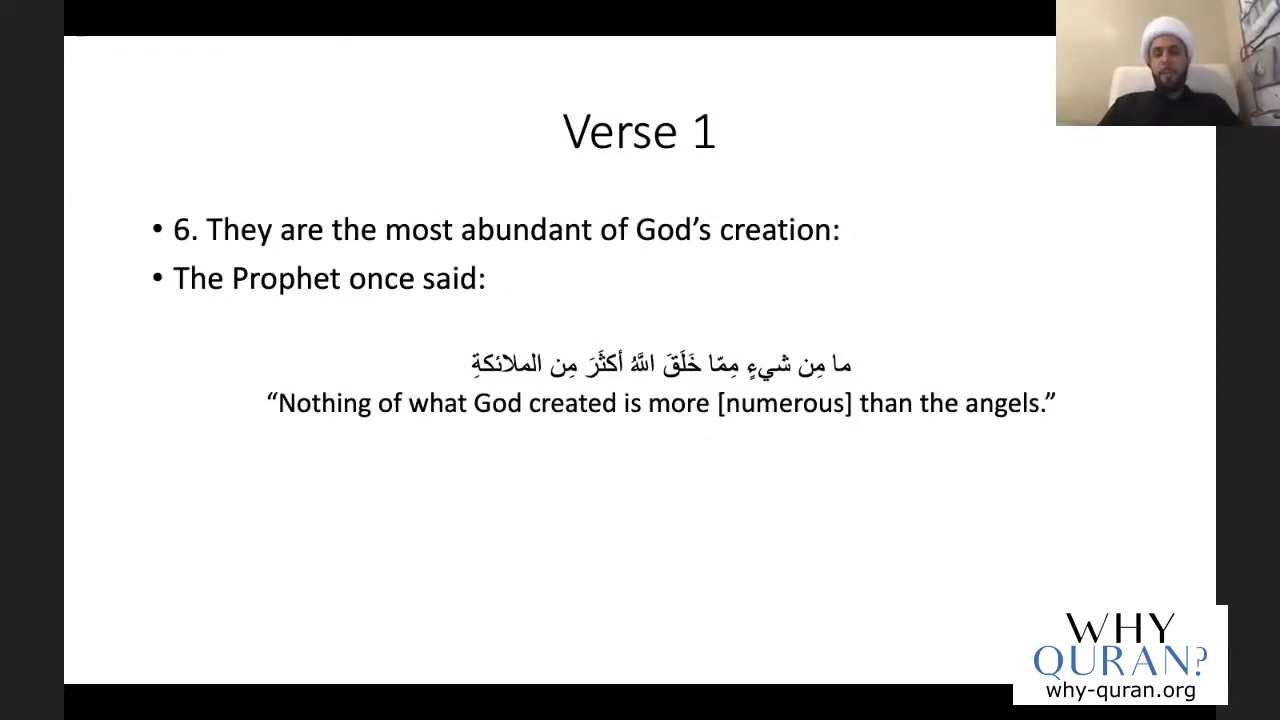 Verse 1
• 6. They are the most abundant of God’s creation:
• The Prophet once said:
ما مِن شيءٍ مِمّا خَلَقَ اللَّهُ أكثَرَ مِن الملائكةِ
“Nothing of what God created is more [numerous] than the angels.”
WHY
QURAN?
why-quran.org